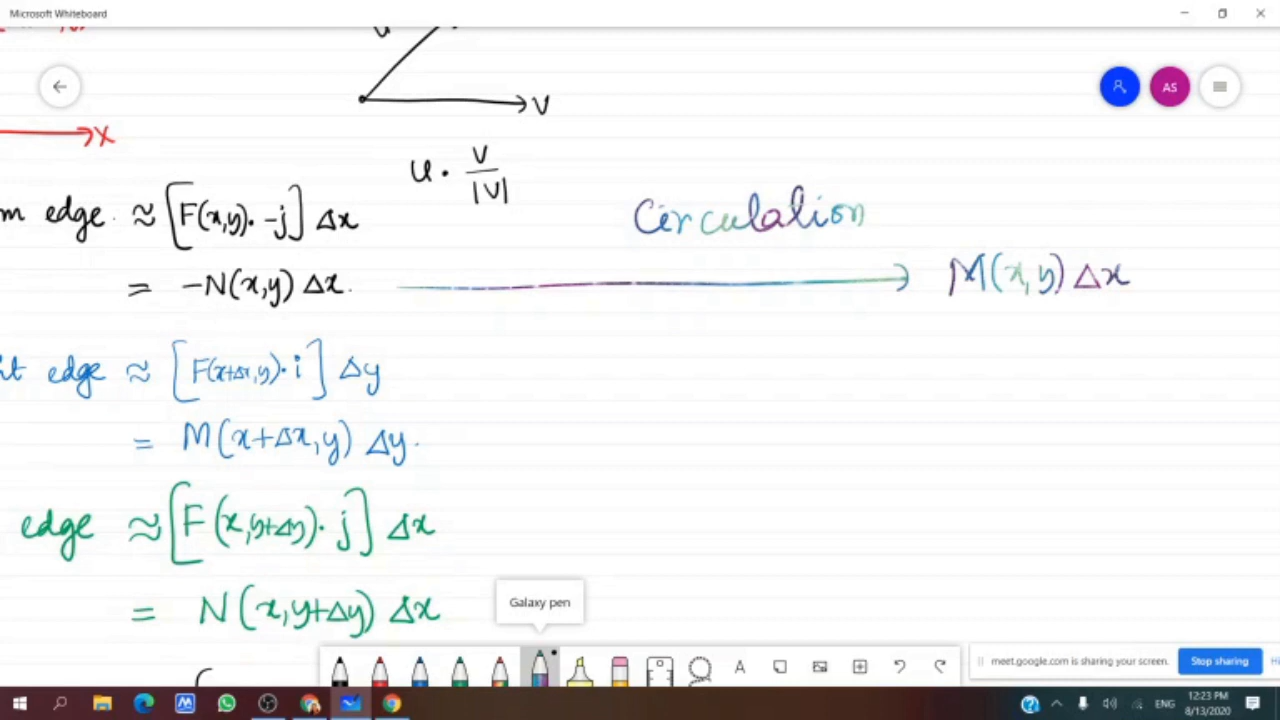 Microsoft Whiteboard
u
V
X
AS
u · V/|V|
m edge. ≈ [F(x,y)· -j] Δx
Circulation
= -N(x,y) Δx.
M(x,y) Δx
edge ≈ [F(x+Δx,y)· i] Δy
= M(x+Δx,y) Δy.
edge ≈ [F(x,y+Δy)· j] Δx
= N(x,y+Δy) Δx
Galaxy pen
A
meet.google.com is sharing your screen.
Stop sharing
Hi
ENG
12:23 PM
8/13/2020